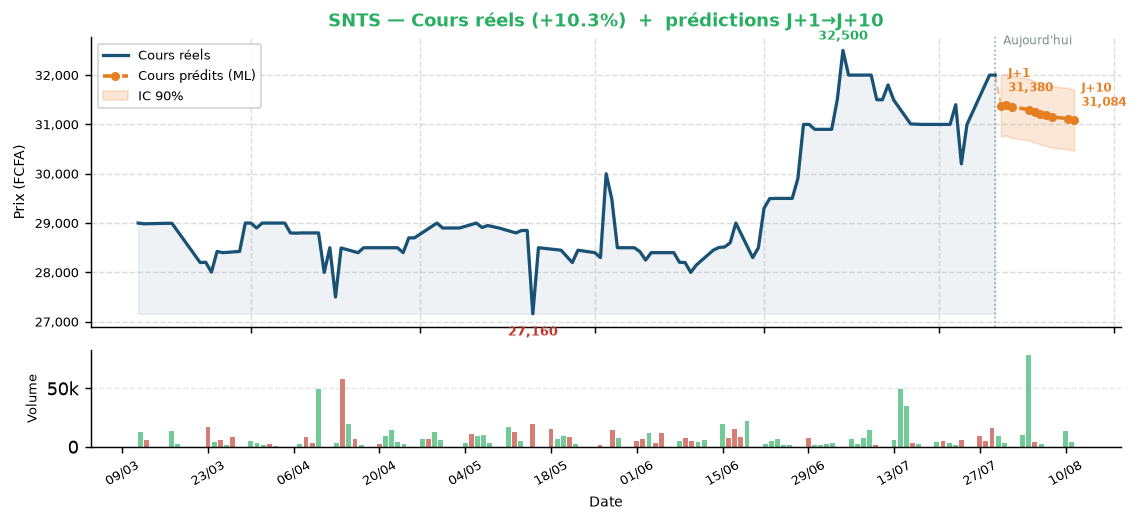 SNTS — Cours réels (+10.3%)  +  prédictions J+1→J+10
32,500
Aujourd'hui
Cours réels
Cours prédits (ML)
IC 90%
J+1
31,380
J+10
31,084
27,160
Prix (FCFA)
32,000
31,000
30,000
29,000
28,000
27,000
Volume
50k
0
09/03
23/03
06/04
20/04
04/05
18/05
01/06
15/06
29/06
13/07
27/07
10/08
Date